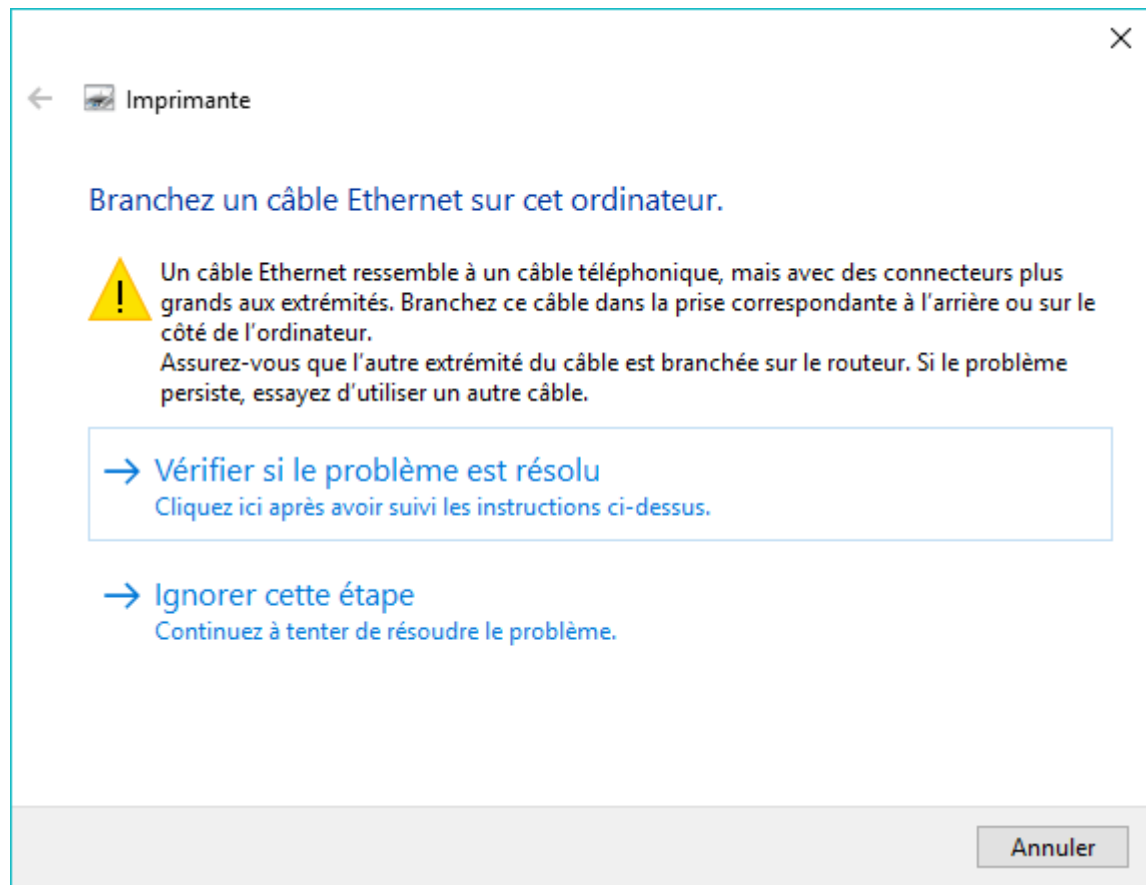 Imprimante
Branchez un câble Ethernet sur cet ordinateur.
Un câble Ethernet ressemble à un câble téléphonique, mais avec des connecteurs plus
grands aux extrémités. Branchez ce câble dans la prise correspondante à l'arrière ou sur le
côté de l'ordinateur.
Assurez-vous que l'autre extrémité du câble est branchée sur le routeur. Si le problème
persiste, essayez d'utiliser un autre câble.
Vérifier si le problème est résolu
Cliquez ici après avoir suivi les instructions ci-dessus.
Ignorer cette étape
Continuez à tenter de résoudre le problème.
Annuler